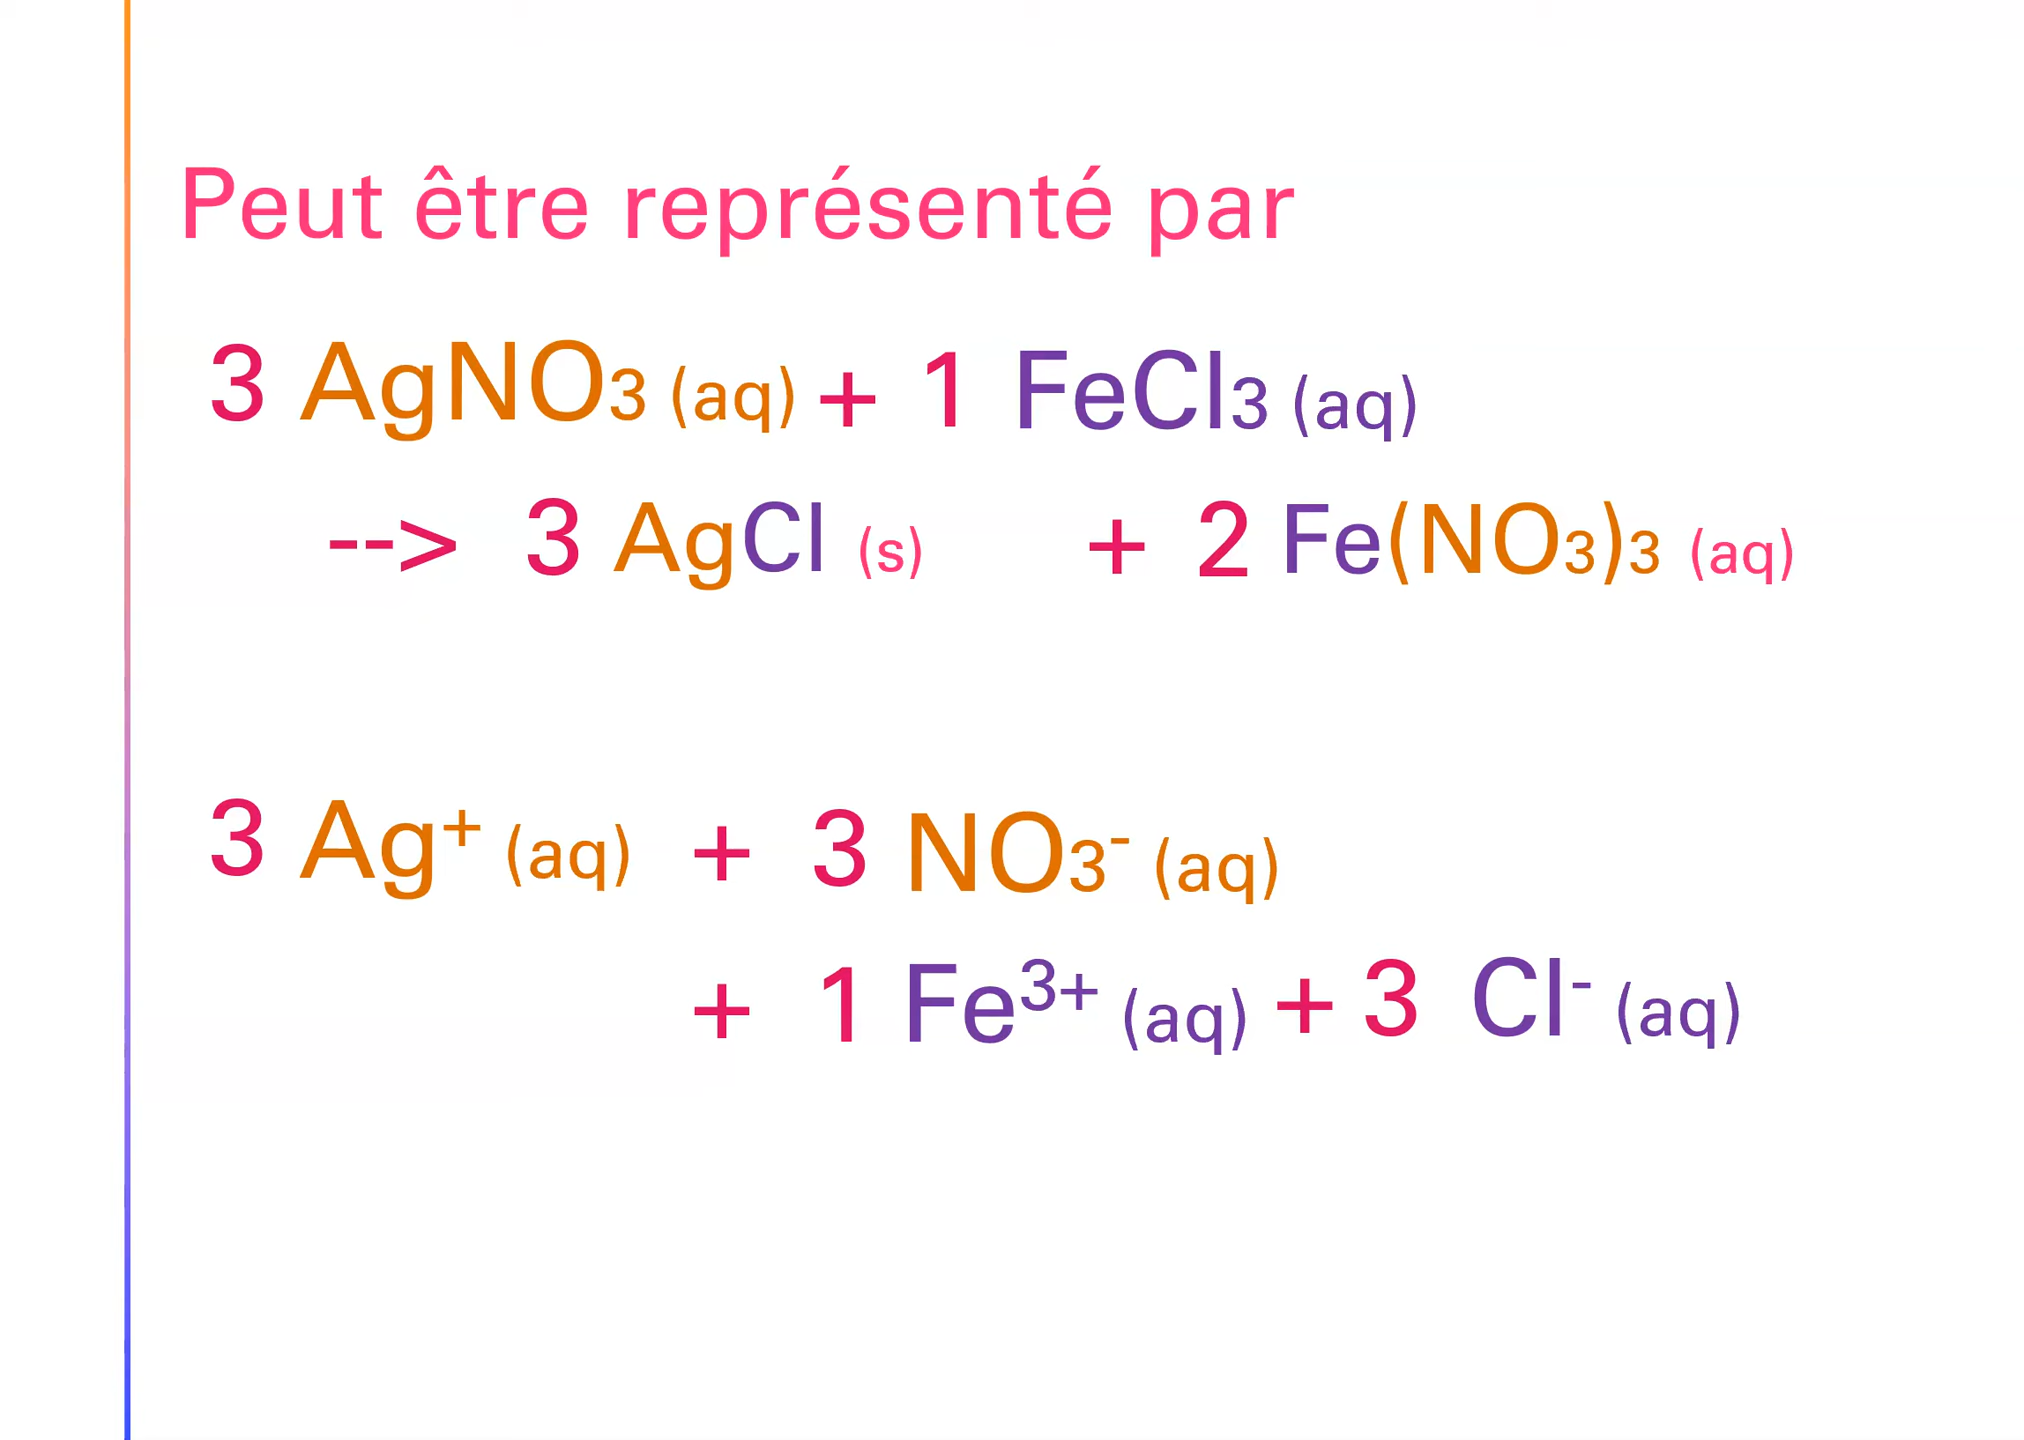 Peut être représenté par
3 AgNO₃ (aq) + 1 FeCl₃ (aq)
--> 3 AgCl (s) + 2 Fe(NO₃)₃ (aq)
3 Ag⁺ (aq) + 3 NO₃⁻ (aq)
+ 1 Fe³⁺ (aq) + 3 Cl⁻ (aq)